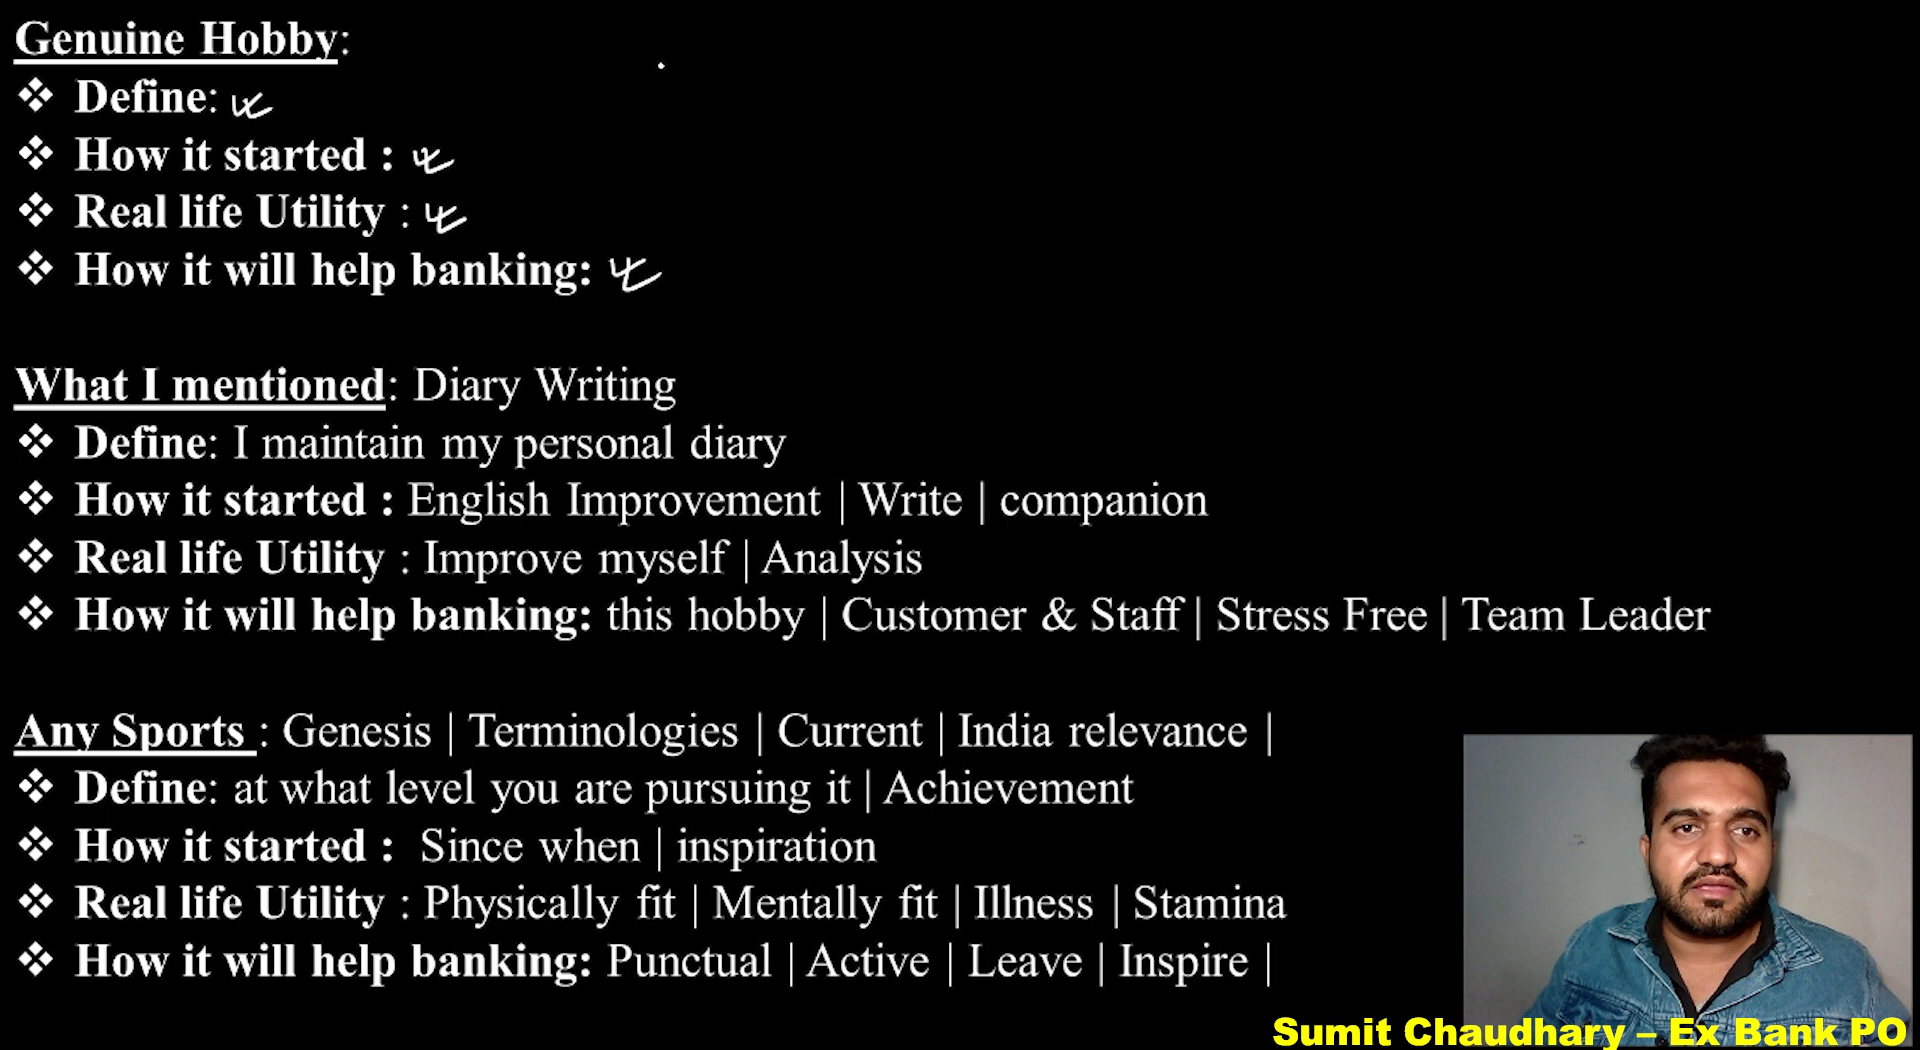 Genuine Hobby:
❖ Define:
❖ How it started :
❖ Real life Utility :
❖ How it will help banking:
What I mentioned: Diary Writing
❖ Define: I maintain my personal diary
❖ How it started : English Improvement | Write | companion
❖ Real life Utility : Improve myself | Analysis
❖ How it will help banking: this hobby | Customer & Staff | Stress Free | Team Leader
Any Sports : Genesis | Terminologies | Current | India relevance |
❖ Define: at what level you are pursuing it | Achievement
❖ How it started : Since when | inspiration
❖ Real life Utility : Physically fit | Mentally fit | Illness | Stamina
❖ How it will help banking: Punctual | Active | Leave | Inspire |
Sumit Chaudhary – Ex Bank PO